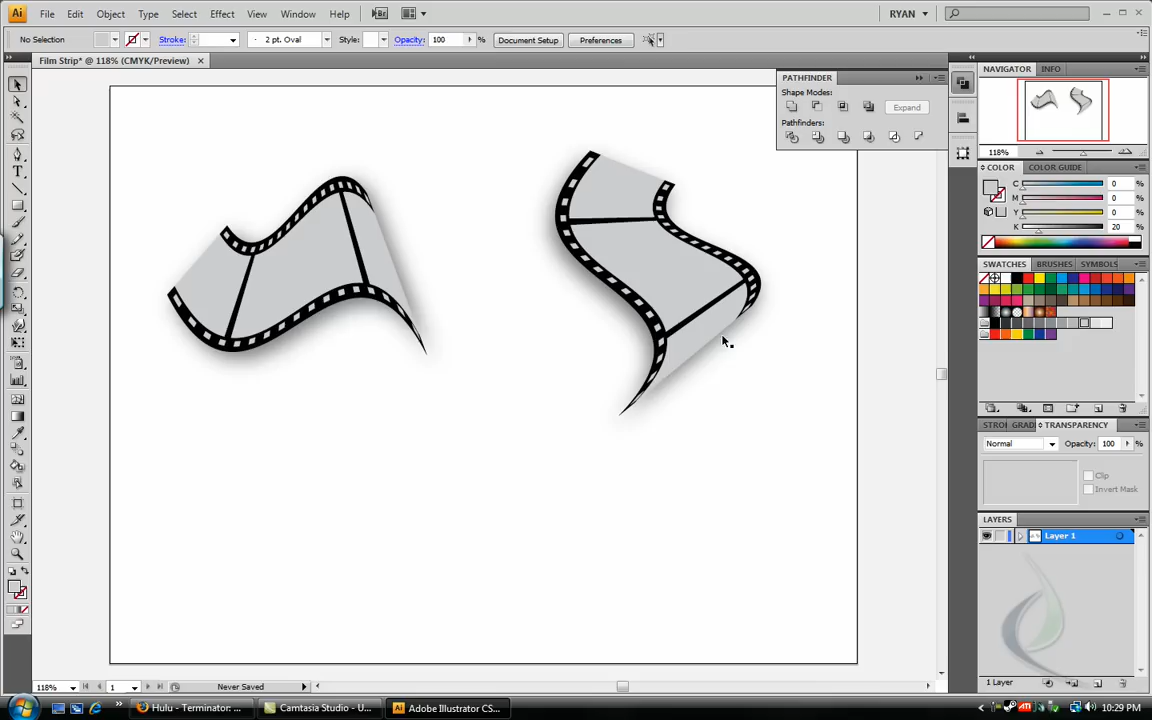 Ai File Edit Object Type Select Effect View Window Help Br RYAN
No Selection Stroke: 2 pt. Oval Style: Opacity: 100 % Document Setup Preferences
Film Strip* @ 118% (CMYK/Preview)
PATHFINDER
Shape Modes:
Expand
Pathfinders:
NAVIGATOR INFO
118%
COLOR COLOR GUIDE
C 0 %
M 0 %
Y 0 %
K 20 %
SWATCHES BRUSHES SYMBOLS
STROI GRADI TRANSPARENCY
Normal Opacity: 100 %
Clip
Invert Mask
LAYERS
Layer 1
1 Layer
118% 1 Never Saved
Hulu - Terminator: ... Camtasia Studio - U... Adobe Illustrator CS... 10:29 PM